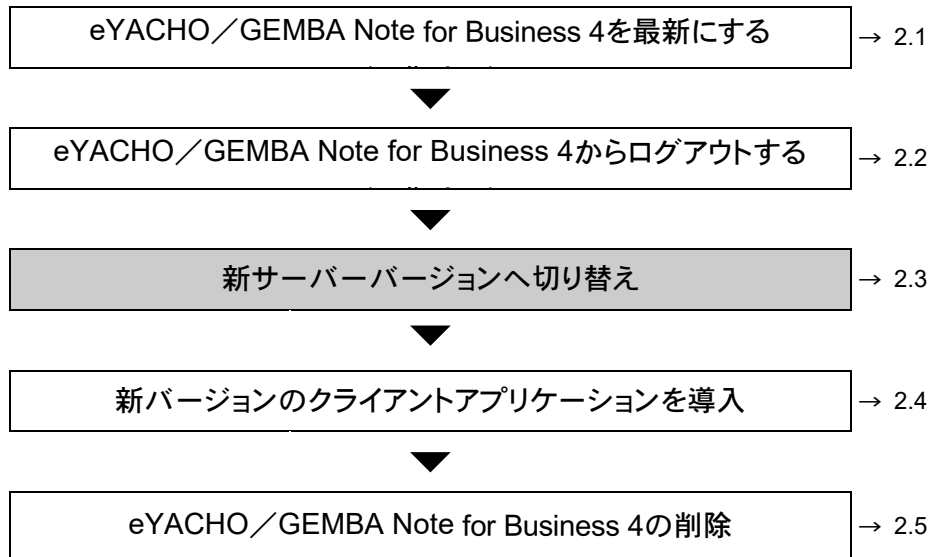 eYACHO／GEMBA Note for Business 4を最新にする
→ 2.1
eYACHO／GEMBA Note for Business 4からログアウトする
→ 2.2
新サーバーバージョンへ切り替え
→ 2.3
新バージョンのクライアントアプリケーションを導入
→ 2.4
eYACHO／GEMBA Note for Business 4の削除
→ 2.5